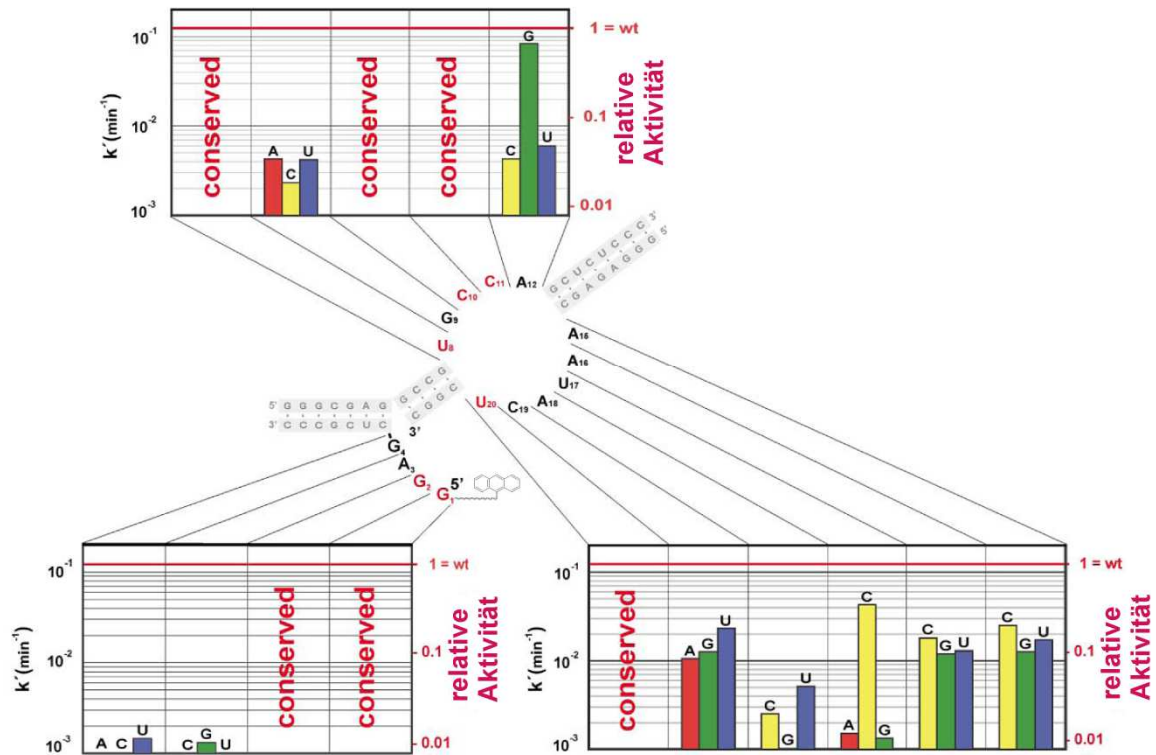 10⁻¹
10⁻²
10⁻³
k´(min⁻¹)
conserved
A C U
conserved
conserved
C G U
1 = wt
0.1
0.01
relative
Aktivität
U8
G9
C10
C11
A12
G C U C U C C C 3'
C G A G A G G G 5'
A15
A16
U17
A18
C19
U20
G C C G
C G G C
5' G G G C G A G
3' C C C G C U C
3'
G4
A3
G2
G1
5'
10⁻¹
10⁻²
10⁻³
k´(min⁻¹)
A C U
C G U
conserved
conserved
1 = wt
0.1
0.01
relative
Aktivität
10⁻¹
10⁻²
10⁻³
k´(min⁻¹)
conserved
A G U
C G U
A C G
C G U
C G U
1 = wt
0.1
0.01
relative
Aktivität